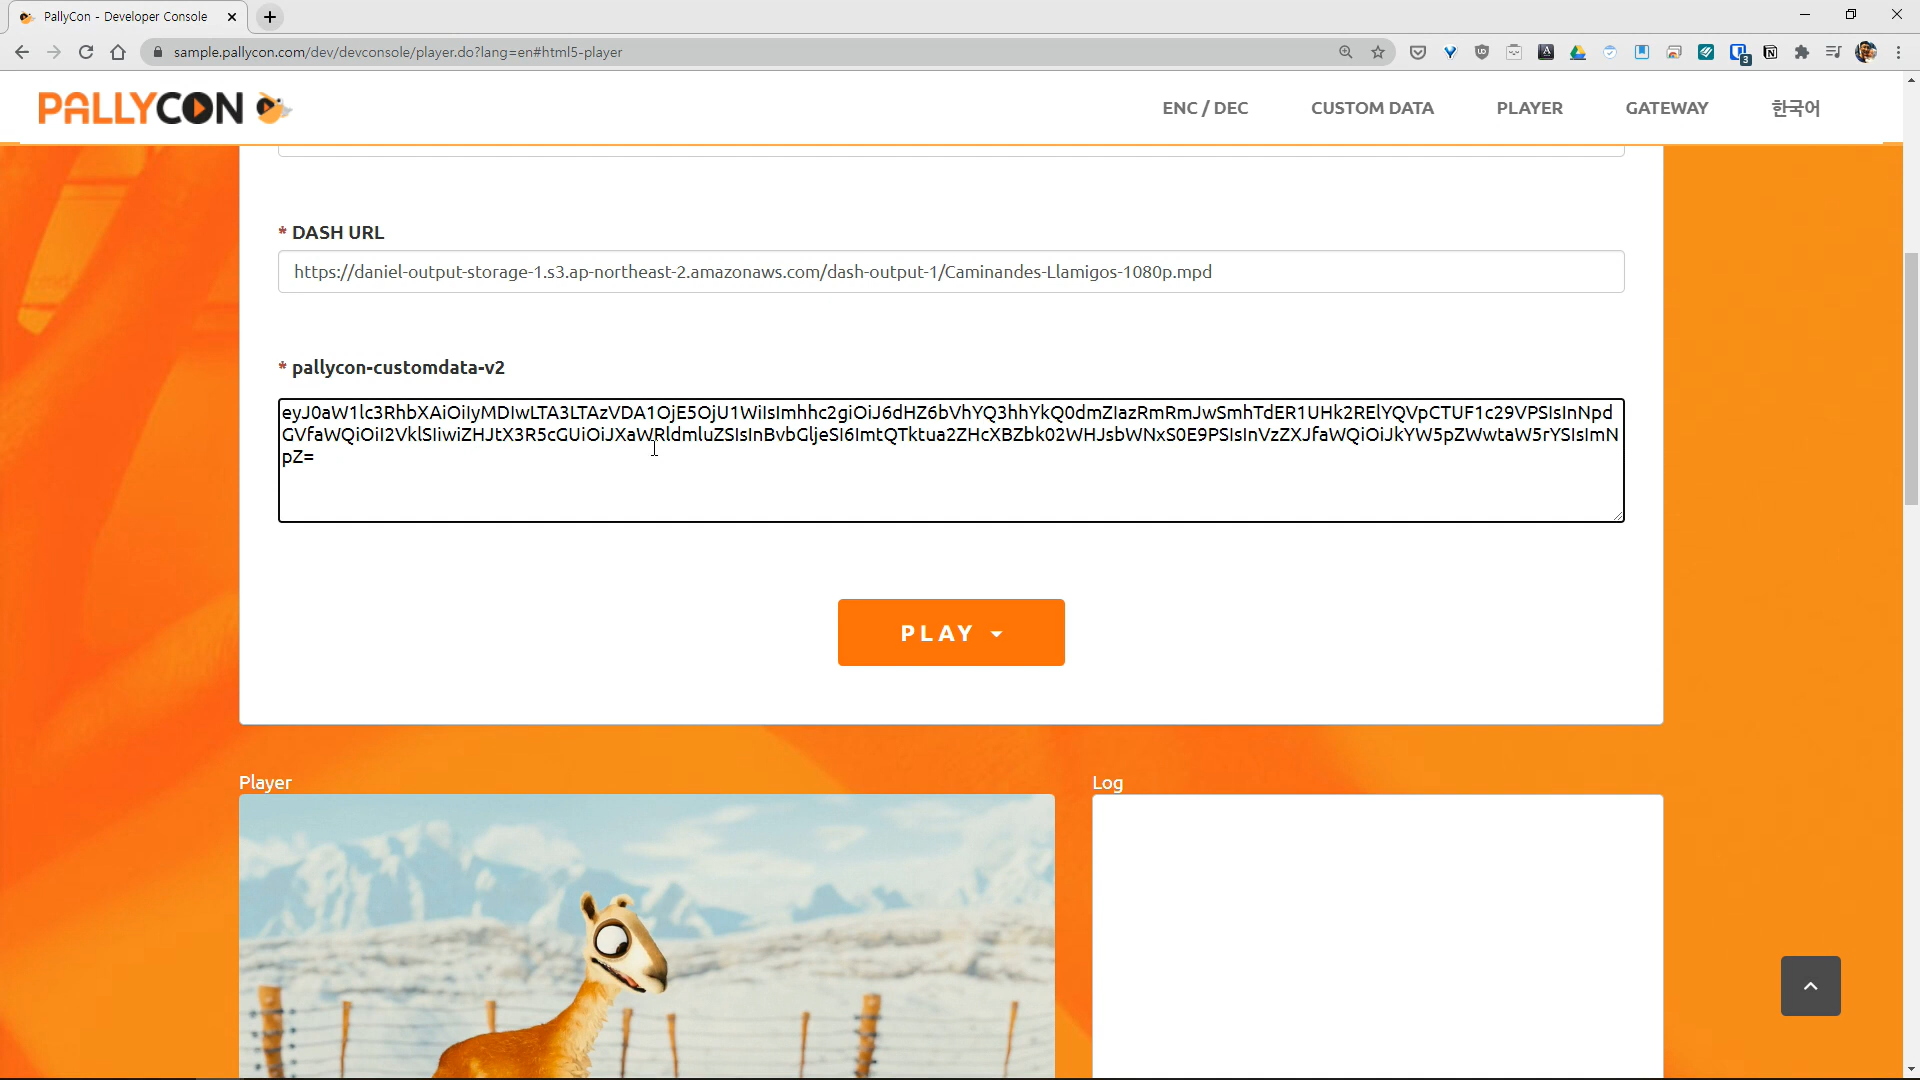 PallyCon - Developer Console
sample.pallycon.com/dev/devconsole/player.do?lang=en#html5-player
3
PALLYCON
ENC / DEC
CUSTOM DATA
PLAYER
GATEWAY
한국어
* DASH URL
https://daniel-output-storage-1.s3.ap-northeast-2.amazonaws.com/dash-output-1/Caminandes-Llamigos-1080p.mpd
* pallycon-customdata-v2
eyJ0aW1lc3RhbXAiOiIyMDIwLTA3LTAzVDA1OjE5OjU1WiIsImhhc2giOiJ6dHZ6bVhYQ3hhYkQ0dmZIazRmRmJwSmhTdER1UHk2RElYQVpCTUF1c29VPSIsInNpd
GVfaWQiOiI2VklSIiwiZHJtX3R5cGUiOiJXaWRldmluZSIsInBvbGljeSI6ImtQTktua2ZHcXBZbk02WHJsbWNxS0E9PSIsInVzZXJfaWQiOiJkYW5pZWwtaW5rYSIsImN
pZ=
PLAY
Player
Log